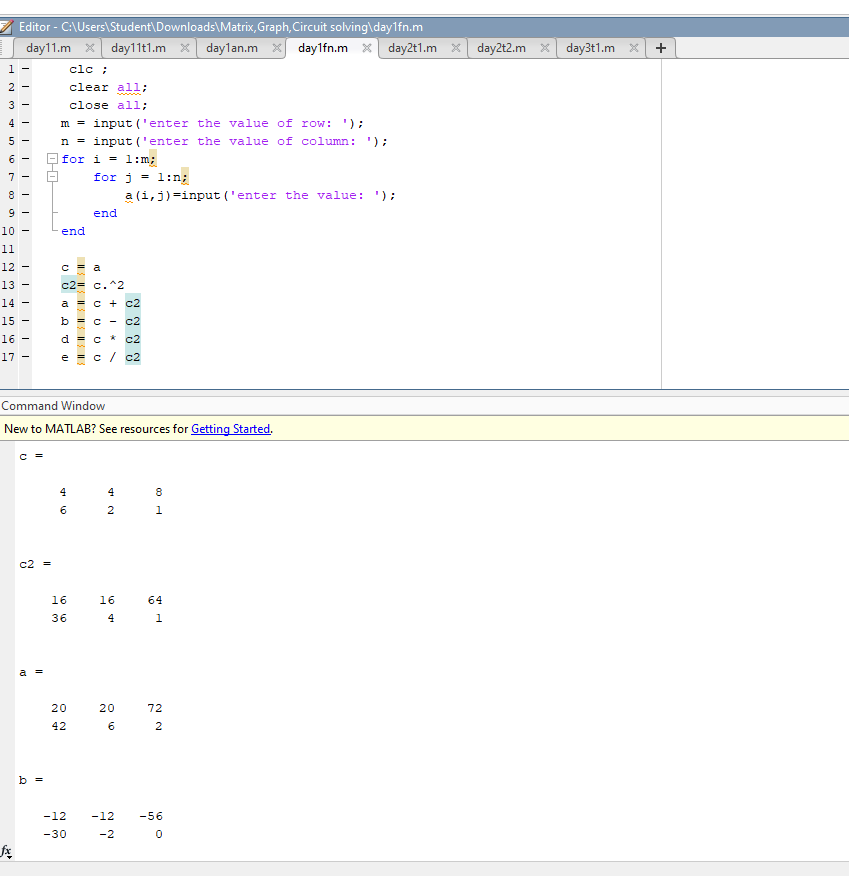 Editor - C:\Users\Student\Downloads\Matrix,Graph,Circuit solving\day1fn.m
day11.m day11t1.m day1an.m day1fn.m day2t1.m day2t2.m day3t1.m +
1 – clc ;
2 – clear all;
3 – close all;
4 – m = input('enter the value of row: ');
5 – n = input('enter the value of column: ');
6 – for i = 1:m;
7 – for j = 1:n;
8 – a(i,j)=input('enter the value: ');
9 – end
10 – end
11
12 – c = a
13 – c2= c.^2
14 – a = c + c2
15 – b = c - c2
16 – d = c * c2
17 – e = c / c2
Command Window
New to MATLAB? See resources for Getting Started.
c =
4 4 8
6 2 1
c2 =
16 16 64
36 4 1
a =
20 20 72
42 6 2
b =
-12 -12 -56
-30 -2 0
fx